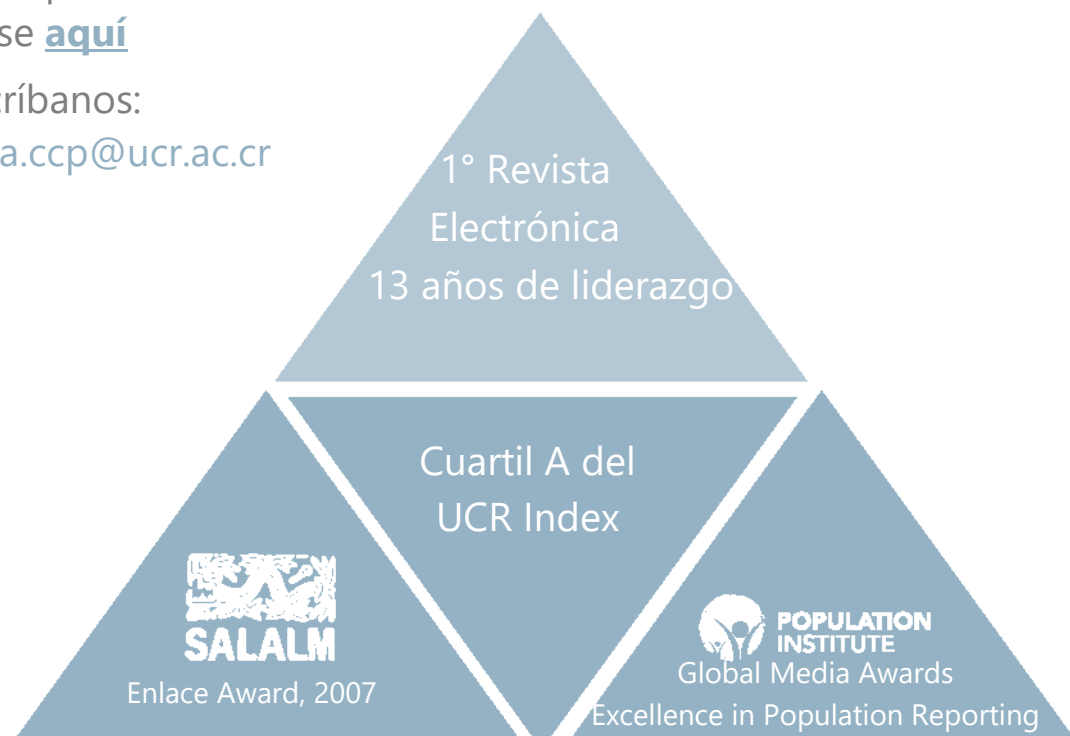 se aquí
críbanos:
a.ccp@ucr.ac.cr
1° Revista
Electrónica
13 años de liderazgo
Cuartil A del
UCR Index
SALALM
Enlace Award, 2007
POPULATION
INSTITUTE
Global Media Awards
Excellence in Population Reporting